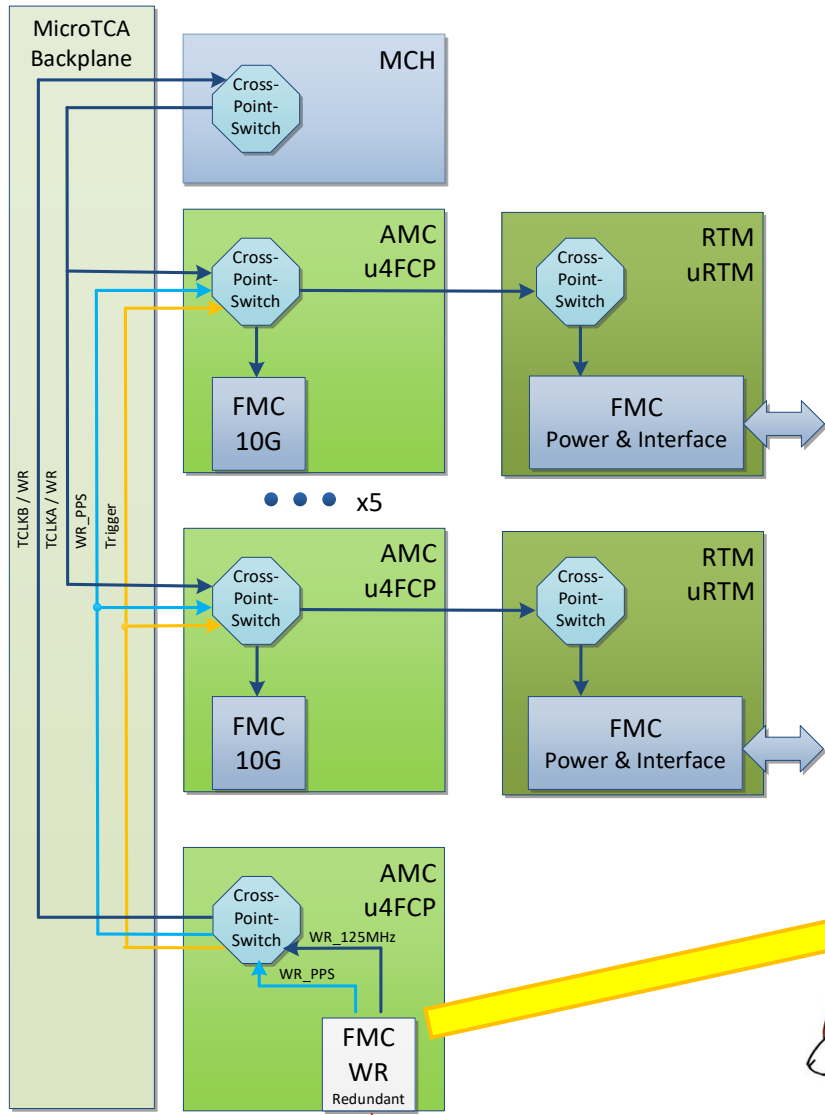 MicroTCA
Backplane
MCH
Cross-
Point-
Switch
AMC
u4FCP
Cross-
Point-
Switch
FMC
10G
RTM
uRTM
Cross-
Point-
Switch
FMC
Power & Interface
x5
TCLKB / WR
TCLKA / WR
WR_PPS
Trigger
AMC
u4FCP
Cross-
Point-
Switch
FMC
10G
RTM
uRTM
Cross-
Point-
Switch
FMC
Power & Interface
AMC
u4FCP
Cross-
Point-
Switch
WR_125MHz
WR_PPS
FMC
WR
Redundant